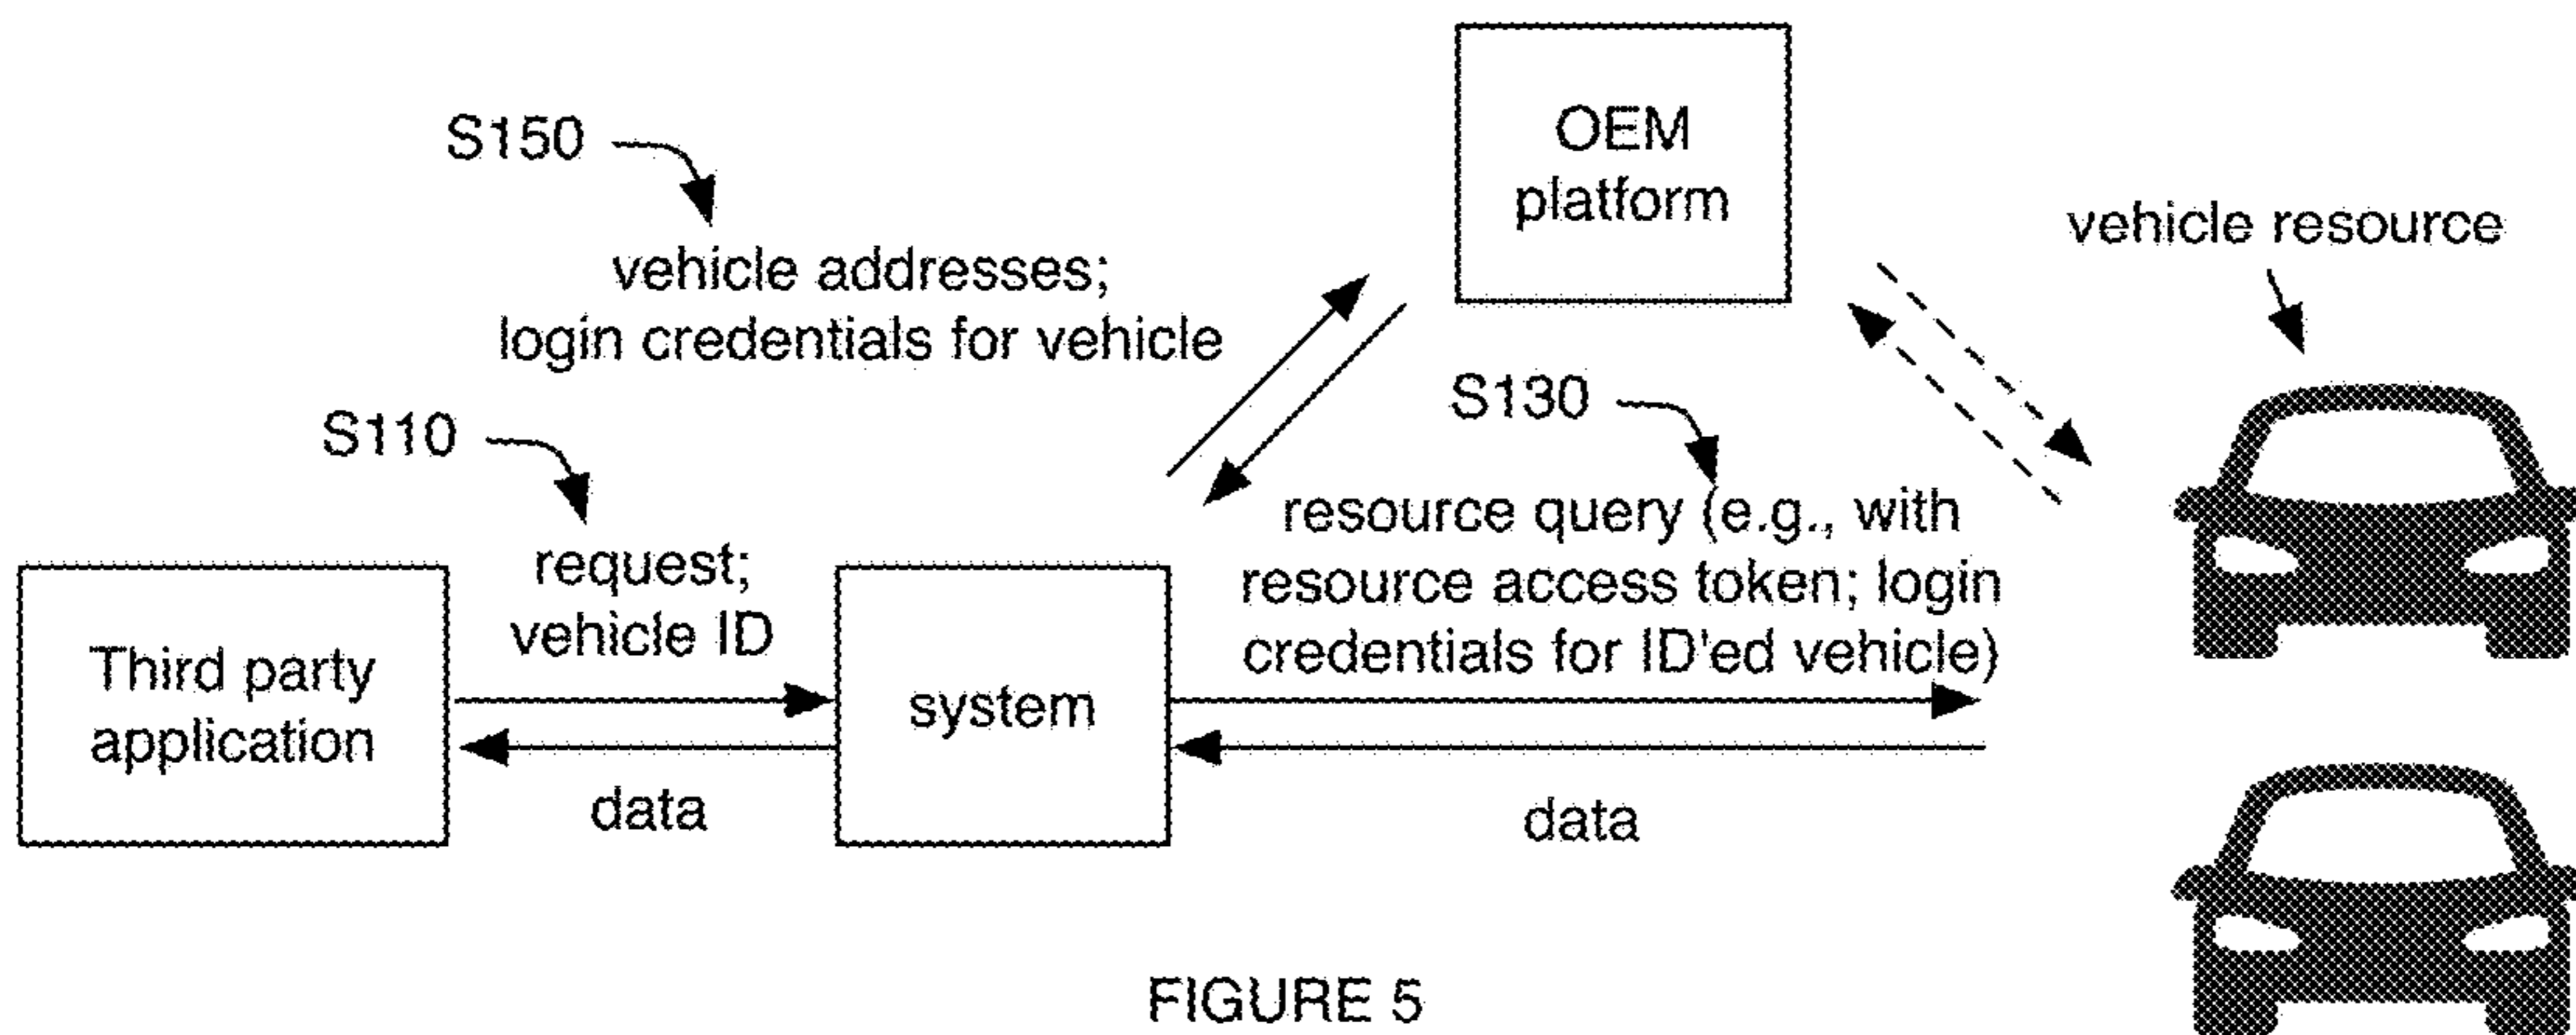 OEM
platform
S150
vehicle addresses;
login credentials for vehicle
vehicle resource
S130
S110
resource query (e.g., with
resource access token; login
credentials for ID'ed vehicle)
request;
vehicle ID
Third party
application
system
data
data
FIGURE 5